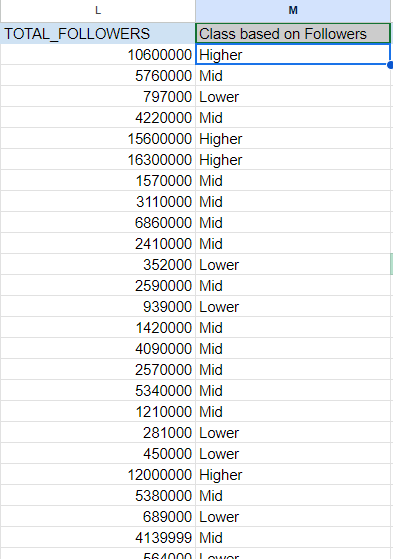 L M
TOTAL_FOLLOWERS Class based on Followers
10600000 Higher
5760000 Mid
797000 Lower
4220000 Mid
15600000 Higher
16300000 Higher
1570000 Mid
3110000 Mid
6860000 Mid
2410000 Mid
352000 Lower
2590000 Mid
939000 Lower
1420000 Mid
4090000 Mid
2570000 Mid
5340000 Mid
1210000 Mid
281000 Lower
450000 Lower
12000000 Higher
5380000 Mid
689000 Lower
4139999 Mid
564000 Lower